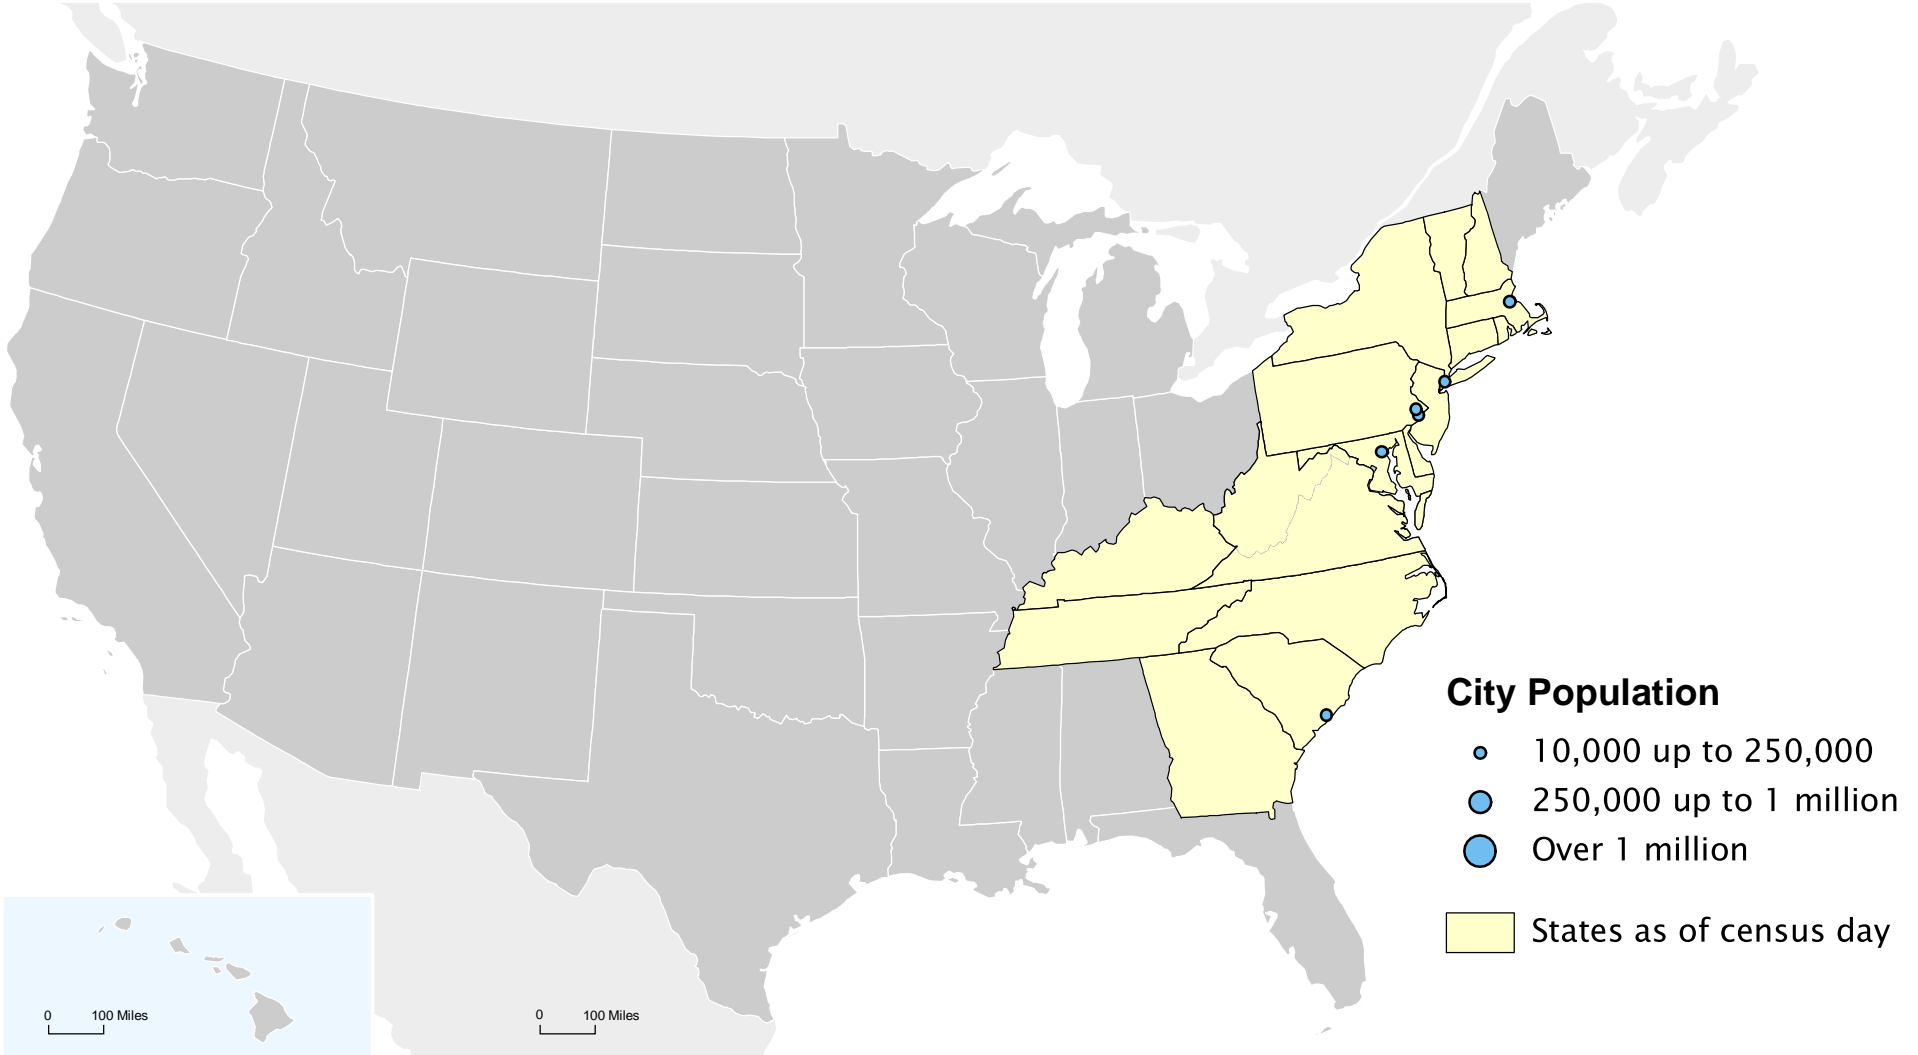 City Population
10,000 up to 250,000
250,000 up to 1 million
Over 1 million
States as of census day
0 100 Miles
0 100 Miles